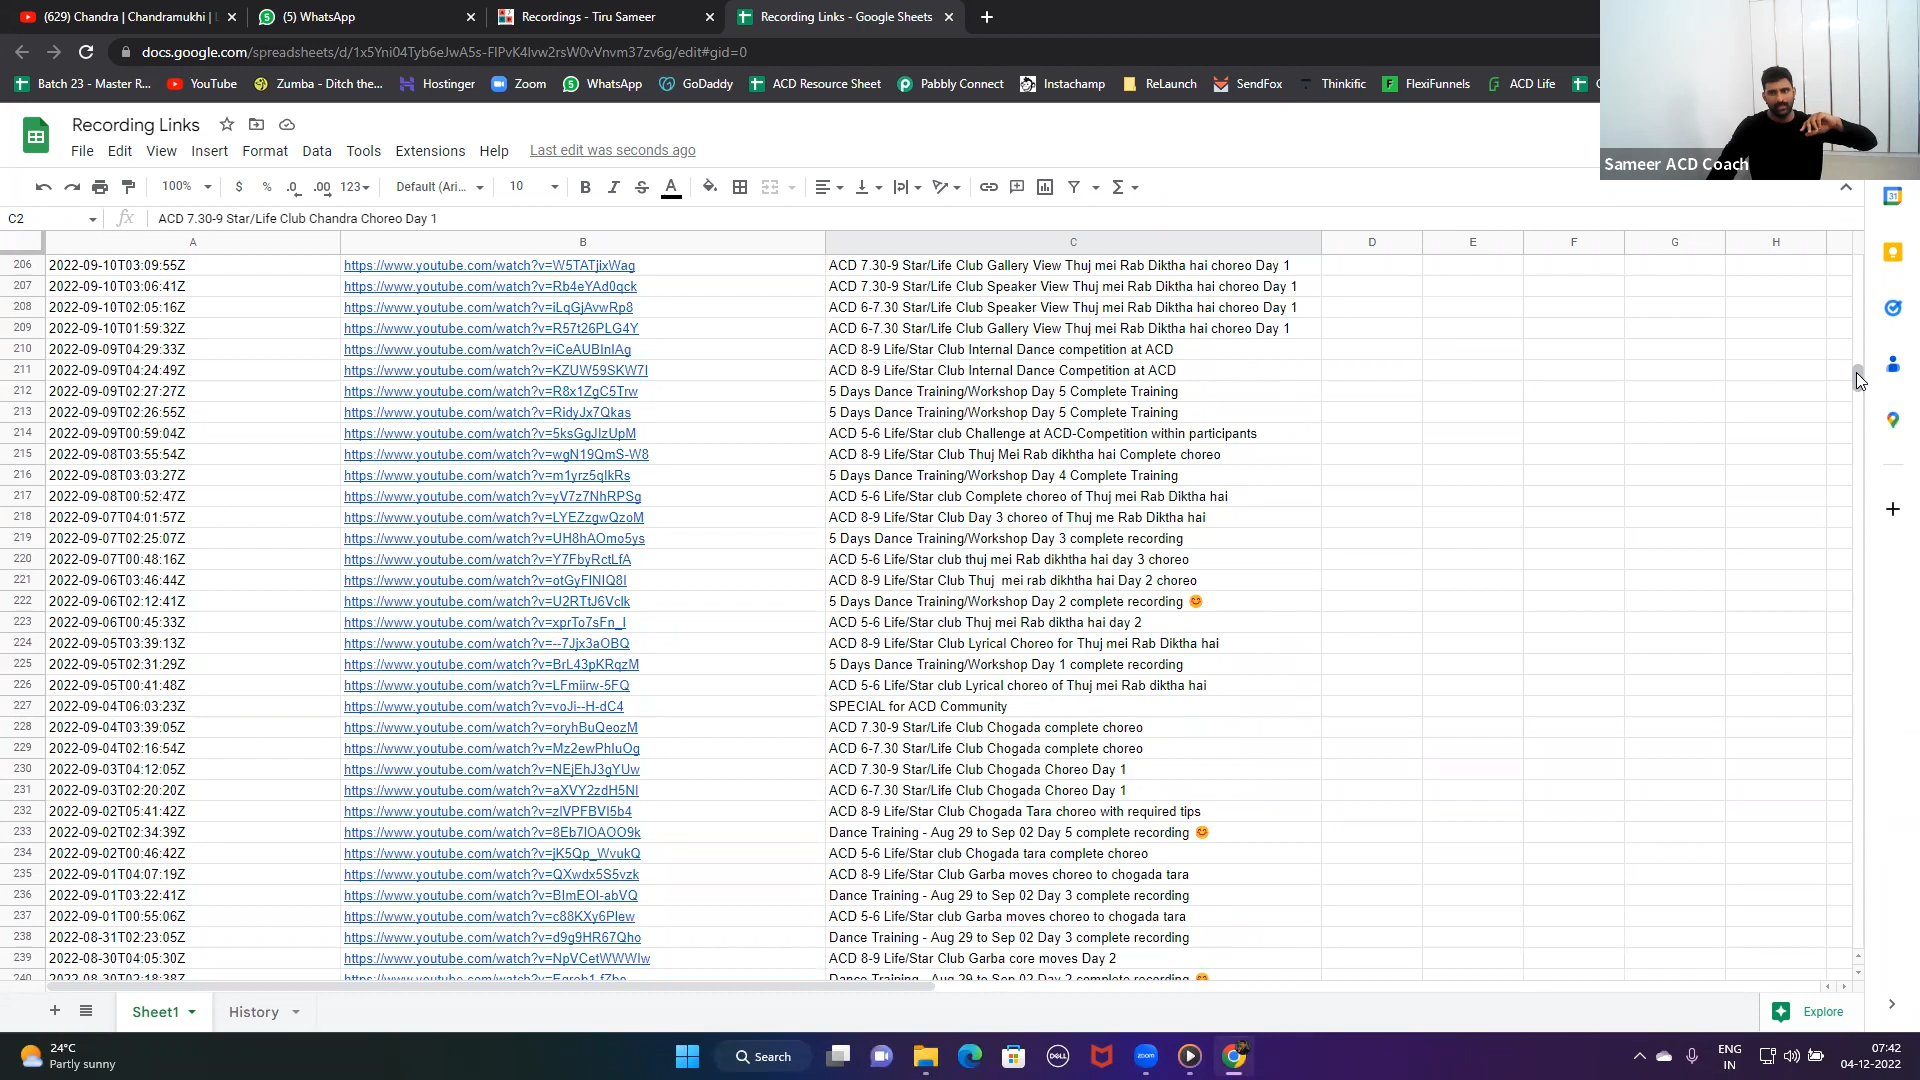 (629) Chandra | Chandramukhi |
(5) WhatsApp
Recordings - Tiru Sameer
Recording Links - Google Sheets
docs.google.com/spreadsheets/d/1x5Yni04Tyb6eJwA5s-FIPvK4lvw2rsW0vVnvm37zv6g/edit#gid=0
Batch 23 - Master R... YouTube Zumba - Ditch the... Hostinger Zoom WhatsApp GoDaddy ACD Resource Sheet Pabbly Connect Instachamp ReLaunch SendFox Thinkific FlexiFunnels ACD Life
Sameer ACD Coach
Recording Links
File Edit View Insert Format Data Tools Extensions Help Last edit was seconds ago
100% $ % .0 .00 123 Default (Ari... 10 B I S A
C2 fx ACD 7.30-9 Star/Life Club Chandra Choreo Day 1
A B C D E F G H
206 2022-09-10T03:09:55Z https://www.youtube.com/watch?v=W5TATjixWag ACD 7.30-9 Star/Life Club Gallery View Thuj mei Rab Diktha hai choreo Day 1
207 2022-09-10T03:06:41Z https://www.youtube.com/watch?v=Rb4eYAd0qck ACD 7.30-9 Star/Life Club Speaker View Thuj mei Rab Diktha hai choreo Day 1
208 2022-09-10T02:05:16Z https://www.youtube.com/watch?v=iLqGjAvwRp8 ACD 6-7.30 Star/Life Club Speaker View Thuj mei Rab Diktha hai choreo Day 1
209 2022-09-10T01:59:32Z https://www.youtube.com/watch?v=R57t26PLG4Y ACD 6-7.30 Star/Life Club Gallery View Thuj mei Rab Diktha hai choreo Day 1
210 2022-09-09T04:29:33Z https://www.youtube.com/watch?v=iCeAUBInIAg ACD 8-9 Life/Star Club Internal Dance competition at ACD
211 2022-09-09T04:24:49Z https://www.youtube.com/watch?v=KZUW59SKW7I ACD 8-9 Life/Star Club Internal Dance Competition at ACD
212 2022-09-09T02:27:27Z https://www.youtube.com/watch?v=R8x1ZgC5Trw 5 Days Dance Training/Workshop Day 5 Complete Training
213 2022-09-09T02:26:55Z https://www.youtube.com/watch?v=RidyJx7Qkas 5 Days Dance Training/Workshop Day 5 Complete Training
214 2022-09-09T00:59:04Z https://www.youtube.com/watch?v=5ksGgJIzUpM ACD 5-6 Life/Star club Challenge at ACD-Competition within participants
215 2022-09-08T03:55:54Z https://www.youtube.com/watch?v=wgN19QmS-W8 ACD 8-9 Life/Star Club Thuj Mei Rab dikhtha hai Complete choreo
216 2022-09-08T03:03:27Z https://www.youtube.com/watch?v=m1yrz5qIkRs 5 Days Dance Training/Workshop Day 4 Complete Training
217 2022-09-08T00:52:47Z https://www.youtube.com/watch?v=yV7z7NhRPSg ACD 5-6 Life/Star club Complete choreo of Thuj mei Rab Diktha hai
218 2022-09-07T04:01:57Z https://www.youtube.com/watch?v=LYEZzgwQzoM ACD 8-9 Life/Star Club Day 3 choreo of Thuj me Rab Diktha hai
219 2022-09-07T02:25:07Z https://www.youtube.com/watch?v=UH8hAOmo5ys 5 Days Dance Training/Workshop Day 3 complete recording
220 2022-09-07T00:48:16Z https://www.youtube.com/watch?v=Y7FbyRctLfA ACD 5-6 Life/Star club thuj mei Rab dikhtha hai day 3 choreo
221 2022-09-06T03:46:44Z https://www.youtube.com/watch?v=otGyFINIQ8I ACD 8-9 Life/Star Club Thuj mei rab dikhtha hai Day 2 choreo
222 2022-09-06T02:12:41Z https://www.youtube.com/watch?v=U2RTtJ6VcIk 5 Days Dance Training/Workshop Day 2 complete recording 😊
223 2022-09-06T00:45:33Z https://www.youtube.com/watch?v=xprTo7sFn_I ACD 5-6 Life/Star club Thuj mei Rab diktha hai day 2
224 2022-09-05T03:39:13Z https://www.youtube.com/watch?v=--7Jjx3aOBQ ACD 8-9 Life/Star Club Lyrical Choreo for Thuj mei Rab Diktha hai
225 2022-09-05T02:31:29Z https://www.youtube.com/watch?v=BrL43pKRqzM 5 Days Dance Training/Workshop Day 1 complete recording
226 2022-09-05T00:41:48Z https://www.youtube.com/watch?v=LFmiirw-5FQ ACD 5-6 Life/Star club Lyrical choreo of Thuj mei Rab diktha hai
227 2022-09-04T06:03:23Z https://www.youtube.com/watch?v=voJi--H-dC4 SPECIAL for ACD Community
228 2022-09-04T03:39:05Z https://www.youtube.com/watch?v=oryhBuQeozM ACD 7.30-9 Star/Life Club Chogada complete choreo
229 2022-09-04T02:16:54Z https://www.youtube.com/watch?v=Mz2ewPhIuOg ACD 6-7.30 Star/Life Club Chogada complete choreo
230 2022-09-03T04:12:05Z https://www.youtube.com/watch?v=NEjEhJ3gYUw ACD 7.30-9 Star/Life Club Chogada Choreo Day 1
231 2022-09-03T02:20:20Z https://www.youtube.com/watch?v=aXVY2zdH5NI ACD 6-7.30 Star/Life Club Chogada Choreo Day 1
232 2022-09-02T05:41:42Z https://www.youtube.com/watch?v=zlVPFBVI5b4 ACD 8-9 Life/Star Club Chogada Tara choreo with required tips
233 2022-09-02T02:34:39Z https://www.youtube.com/watch?v=8Eb7IOAOO9k Dance Training - Aug 29 to Sep 02 Day 5 complete recording 😊
234 2022-09-02T00:46:42Z https://www.youtube.com/watch?v=jK5Qp_WvukQ ACD 5-6 Life/Star club Chogada tara complete choreo
235 2022-09-01T04:07:19Z https://www.youtube.com/watch?v=QXwdx5S5vzk ACD 8-9 Life/Star Club Garba moves choreo to chogada tara
236 2022-09-01T03:22:41Z https://www.youtube.com/watch?v=BImEOI-abVQ Dance Training - Aug 29 to Sep 02 Day 3 complete recording
237 2022-09-01T00:55:06Z https://www.youtube.com/watch?v=c88KXy6PIew ACD 5-6 Life/Star club Garba moves choreo to chogada tara
238 2022-08-31T02:23:05Z https://www.youtube.com/watch?v=d9g9HR67Qho Dance Training - Aug 29 to Sep 02 Day 3 complete recording
239 2022-08-30T04:05:30Z https://www.youtube.com/watch?v=NpVCetWWWIw ACD 8-9 Life/Star Club Garba core moves Day 2
240 2022-08-30T02:18:38Z Dance Training - Aug 29 to Sep 02 Day 2 complete recording 😊
Sheet1 History Explore
24°C
Partly sunny
Search
ENG
IN
07:42
04-12-2022